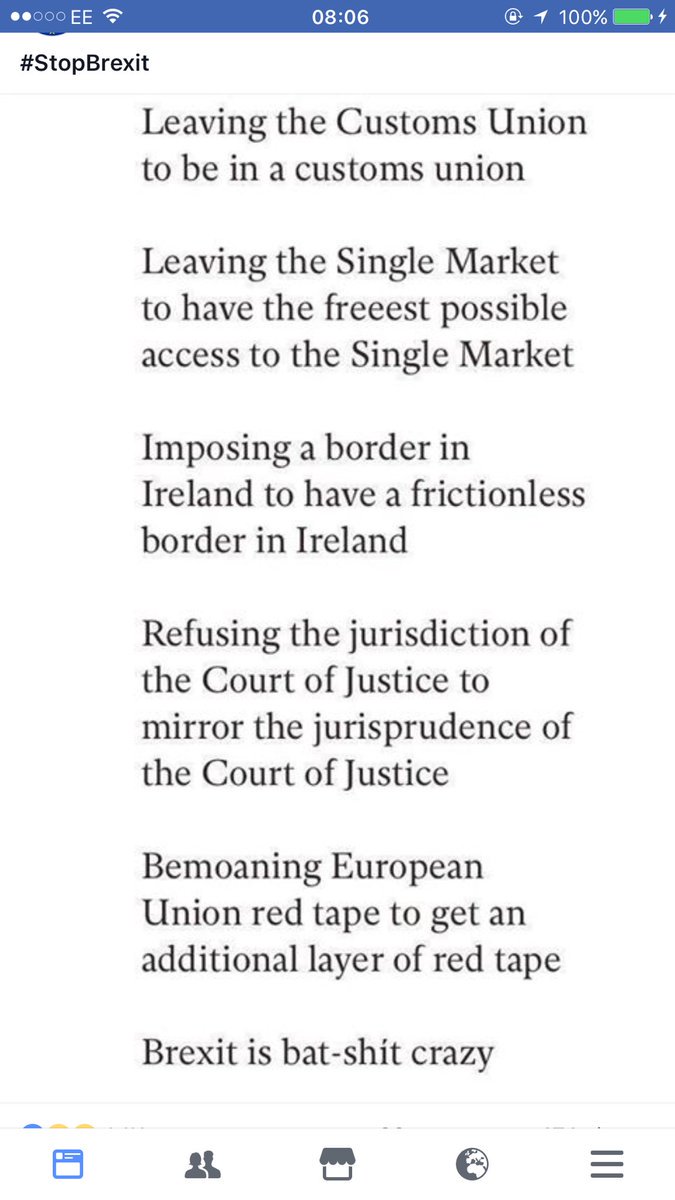 EE 08:06 100%
#StopBrexit
Leaving the Customs Union
to be in a customs union
Leaving the Single Market
to have the freeest possible
access to the Single Market
Imposing a border in
Ireland to have a frictionless
border in Ireland
Refusing the jurisdiction of
the Court of Justice to
mirror the jurisprudence of
the Court of Justice
Bemoaning European
Union red tape to get an
additional layer of red tape
Brexit is bat-shít crazy